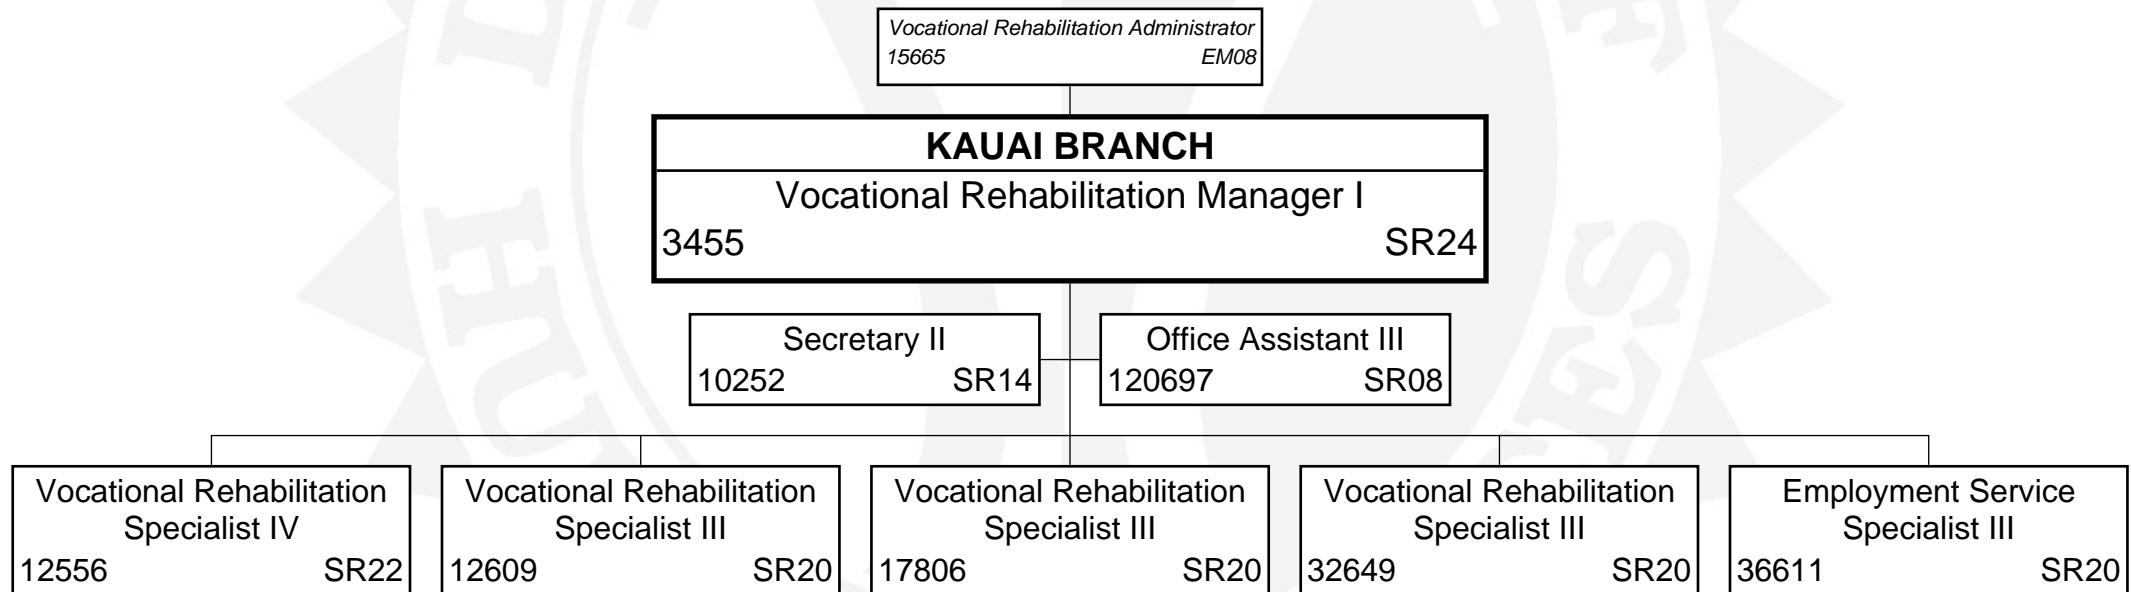 Vocational Rehabilitation Administrator
15665 EM08
KAUAI BRANCH
Vocational Rehabilitation Manager I
3455 SR24
Secretary II
10252 SR14
Office Assistant III
120697 SR08
Vocational Rehabilitation
Specialist IV
12556 SR22
Vocational Rehabilitation
Specialist III
12609 SR20
Vocational Rehabilitation
Specialist III
17806 SR20
Vocational Rehabilitation
Specialist III
32649 SR20
Employment Service
Specialist III
36611 SR20